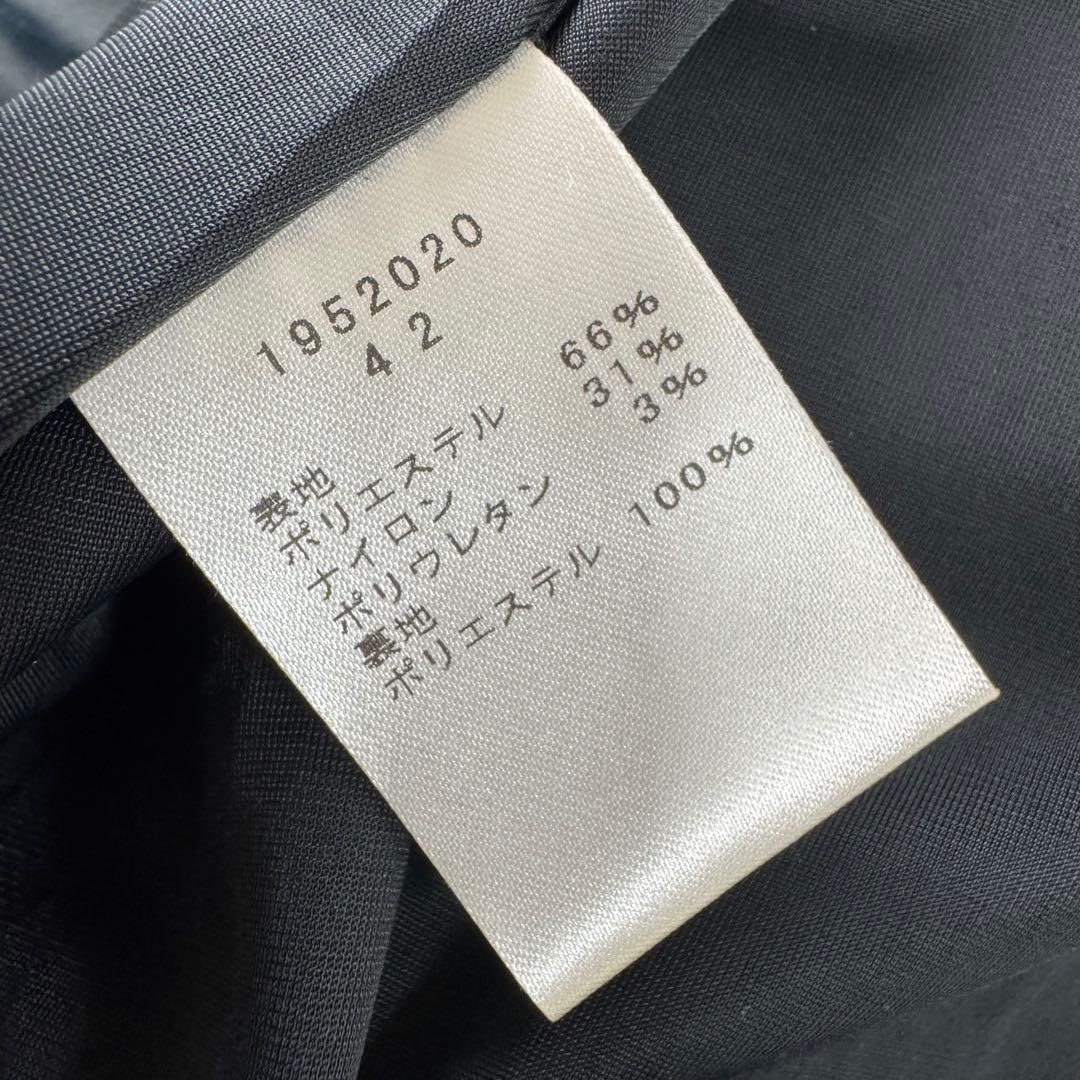 1952020
42
表地
ポリエステル 66%
ナイロン 31%
ポリウレタン 3%
裏地
ポリエステル 100%